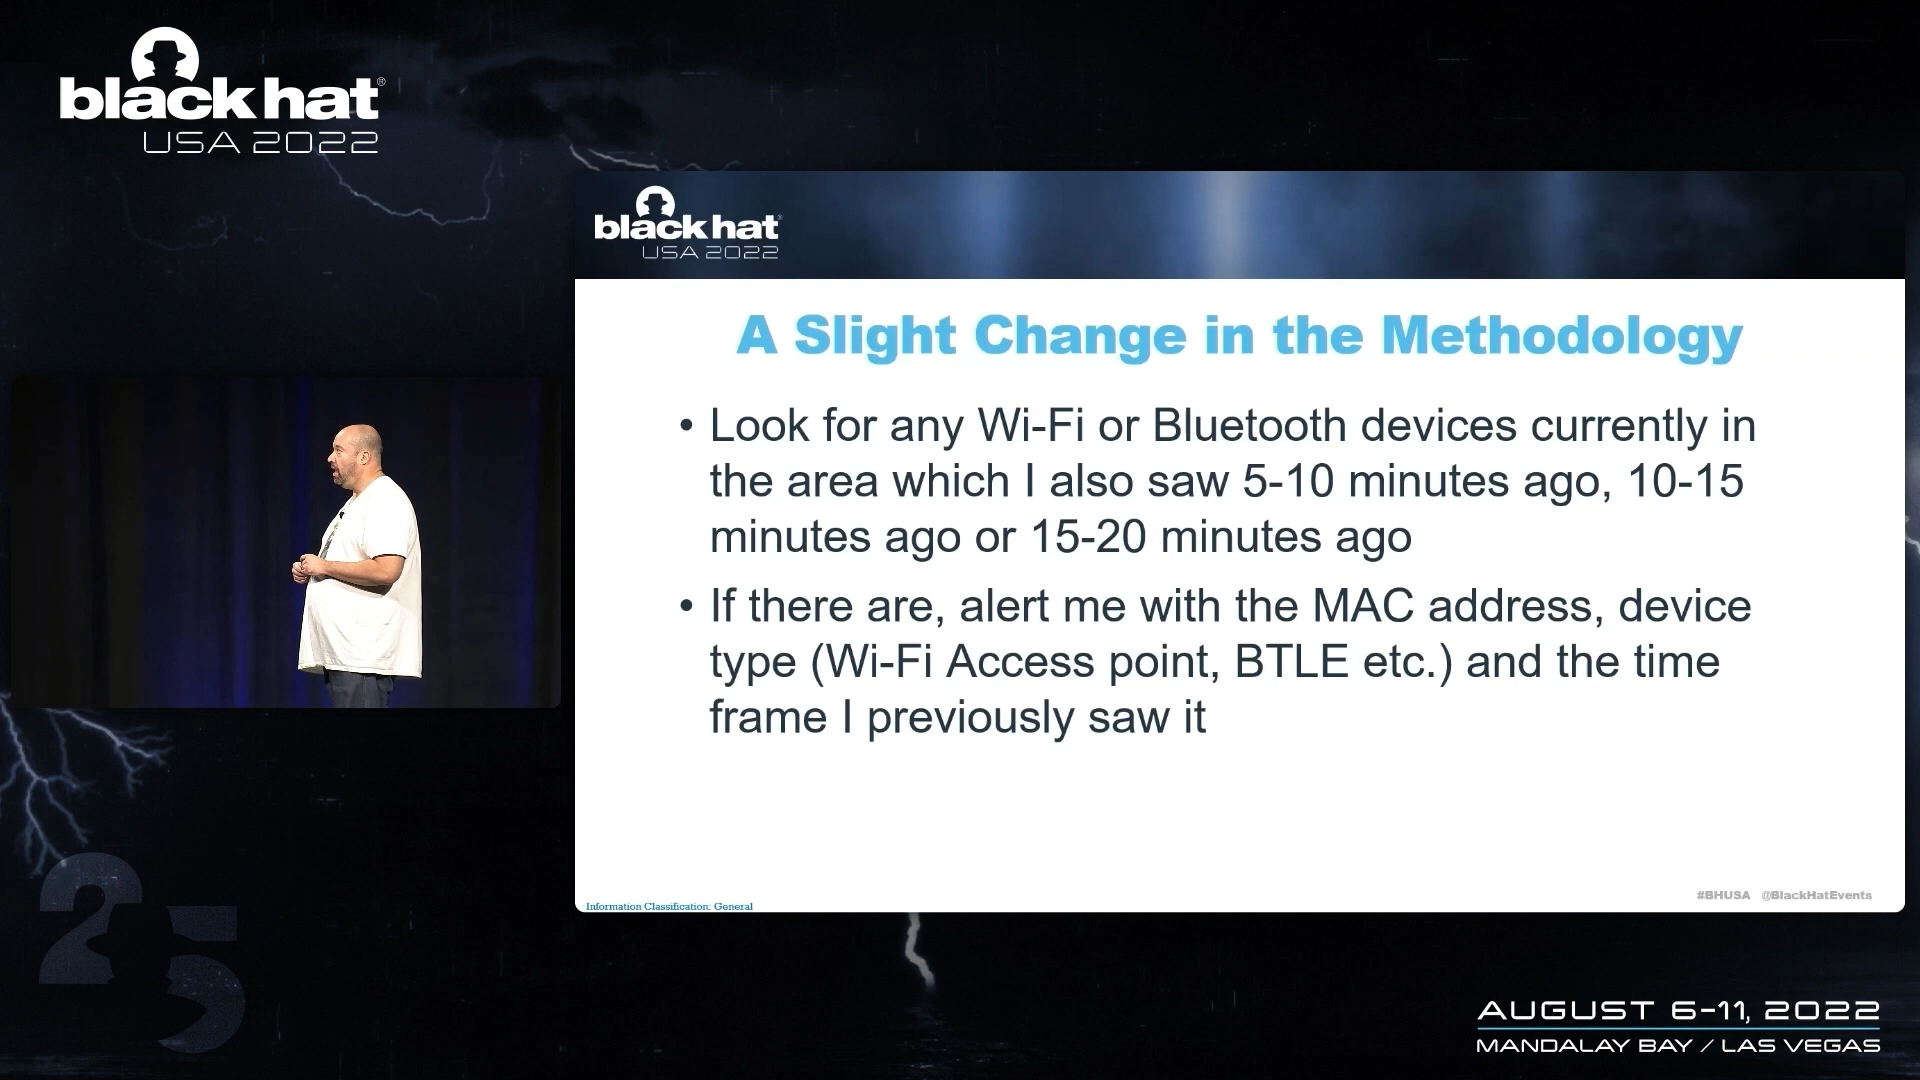 black hat®
USA 2022
black hat
USA 2022
A Slight Change in the Methodology
• Look for any Wi-Fi or Bluetooth devices currently in
the area which I also saw 5-10 minutes ago, 10-15
minutes ago or 15-20 minutes ago
• If there are, alert me with the MAC address, device
type (Wi-Fi Access point, BTLE etc.) and the time
frame I previously saw it
#BHUSA @BlackHatEvents
Information Classification: General
25
AUGUST 6-11, 2022
MANDALAY BAY / LAS VEGAS